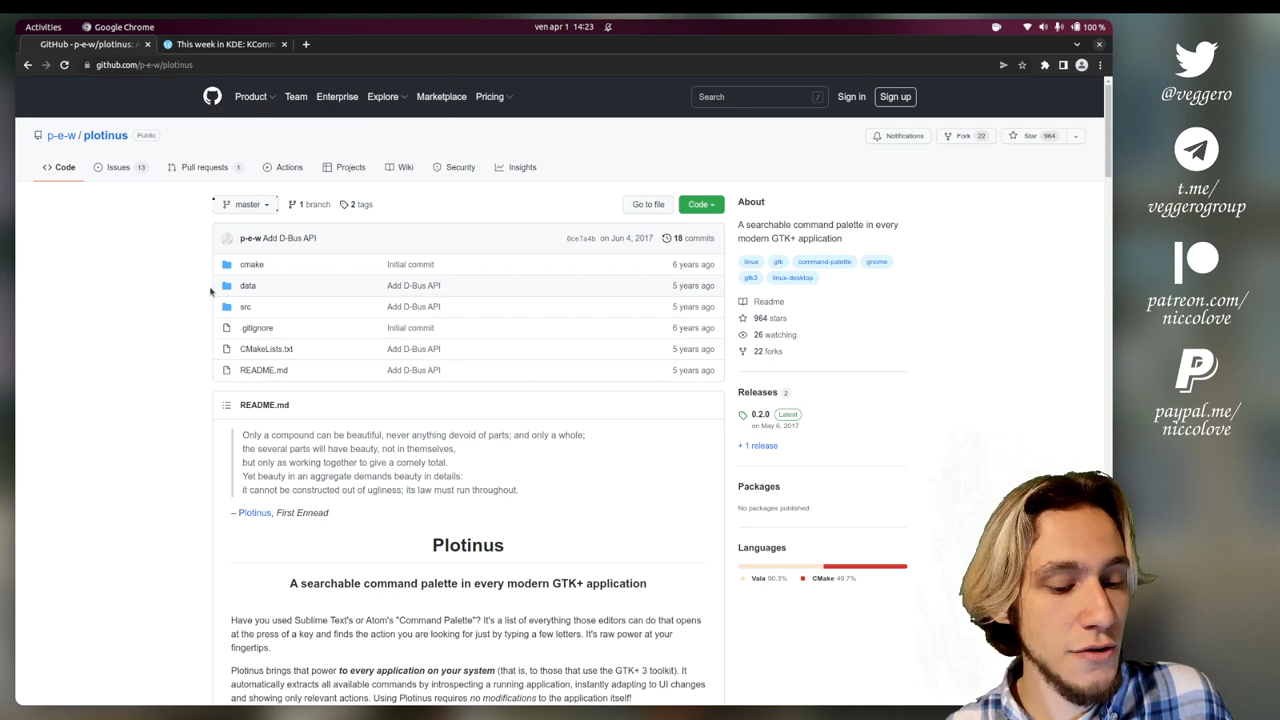 Activities Google Chrome ven apr 1 14:23 100 %
GitHub - p-e-w/plotinus: A This week in KDE: KComm
github.com/p-e-w/plotinus
Product Team Enterprise Explore Marketplace Pricing Search / Sign in Sign up
p-e-w / plotinus Public Notifications Fork 22 Star 964
Code Issues 13 Pull requests 1 Actions Projects Wiki Security Insights
master 1 branch 2 tags Go to file Code
p-e-w Add D-Bus API 0ce7a4b on Jun 4, 2017 18 commits
cmake Initial commit 6 years ago
data Add D-Bus API 5 years ago
src Add D-Bus API 5 years ago
.gitignore Initial commit 6 years ago
CMakeLists.txt Add D-Bus API 5 years ago
README.md Add D-Bus API 5 years ago
README.md
Only a compound can be beautiful, never anything devoid of parts; and only a whole;
the several parts will have beauty, not in themselves,
but only as working together to give a comely total.
Yet beauty in an aggregate demands beauty in details:
it cannot be constructed out of ugliness; its law must run throughout.
– Plotinus, First Ennead
Plotinus
A searchable command palette in every modern GTK+ application
Have you used Sublime Text's or Atom's "Command Palette"? It's a list of everything those editors can do that opens
at the press of a key and finds the action you are looking for just by typing a few letters. It's raw power at your
fingertips.
Plotinus brings that power to every application on your system (that is, to those that use the GTK+ 3 toolkit). It
automatically extracts all available commands by introspecting a running application, instantly adapting to UI changes
and showing only relevant actions. Using Plotinus requires no modifications to the application itself!
About
A searchable command palette in every
modern GTK+ application
linux gtk command-palette gnome
gtk3 linux-desktop
Readme
964 stars
26 watching
22 forks
Releases 2
0.2.0 Latest
on May 6, 2017
+ 1 release
Packages
No packages published
Languages
Vala 50.3% CMake 49.7%
@veggero
t.me/
veggerogroup
patreon.com/
niccolove
paypal.me/
niccolove